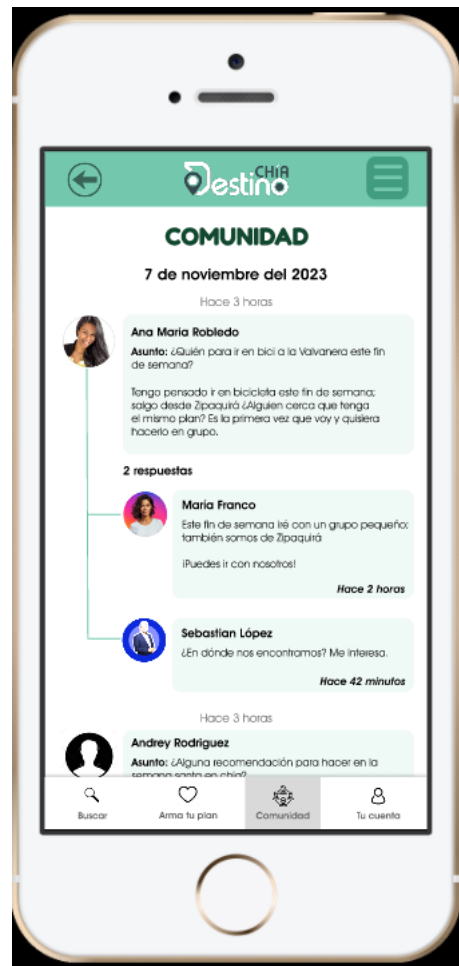 CHIA
Destino
COMUNIDAD
7 de noviembre del 2023
Hace 3 horas
Ana Maria Robledo
Asunto: ¿Quién para ir en bici a la Valvanera este fin
de semana?
Tengo pensado ir en bicicleta este fin de semana;
salgo desde Zipaquirá ¿Alguien cerca que tenga
el mismo plan? Es la primera vez que voy y quisiera
hacerlo en grupo.
2 respuestas
Maria Franco
Este fin de semana iré con un grupo pequeño;
también somos de Zipaquirá
¡Puedes ir con nosotros!
Hace 2 horas
Sebastian López
¿En dónde nos encontramos? Me interesa.
Hace 42 minutos
Hace 3 horas
Andrey Rodriguez
Asunto: ¿Alguna recomendación para hacer en la
semana santa en chia?
Buscar
Arma tu plan
Comunidad
Tu cuenta